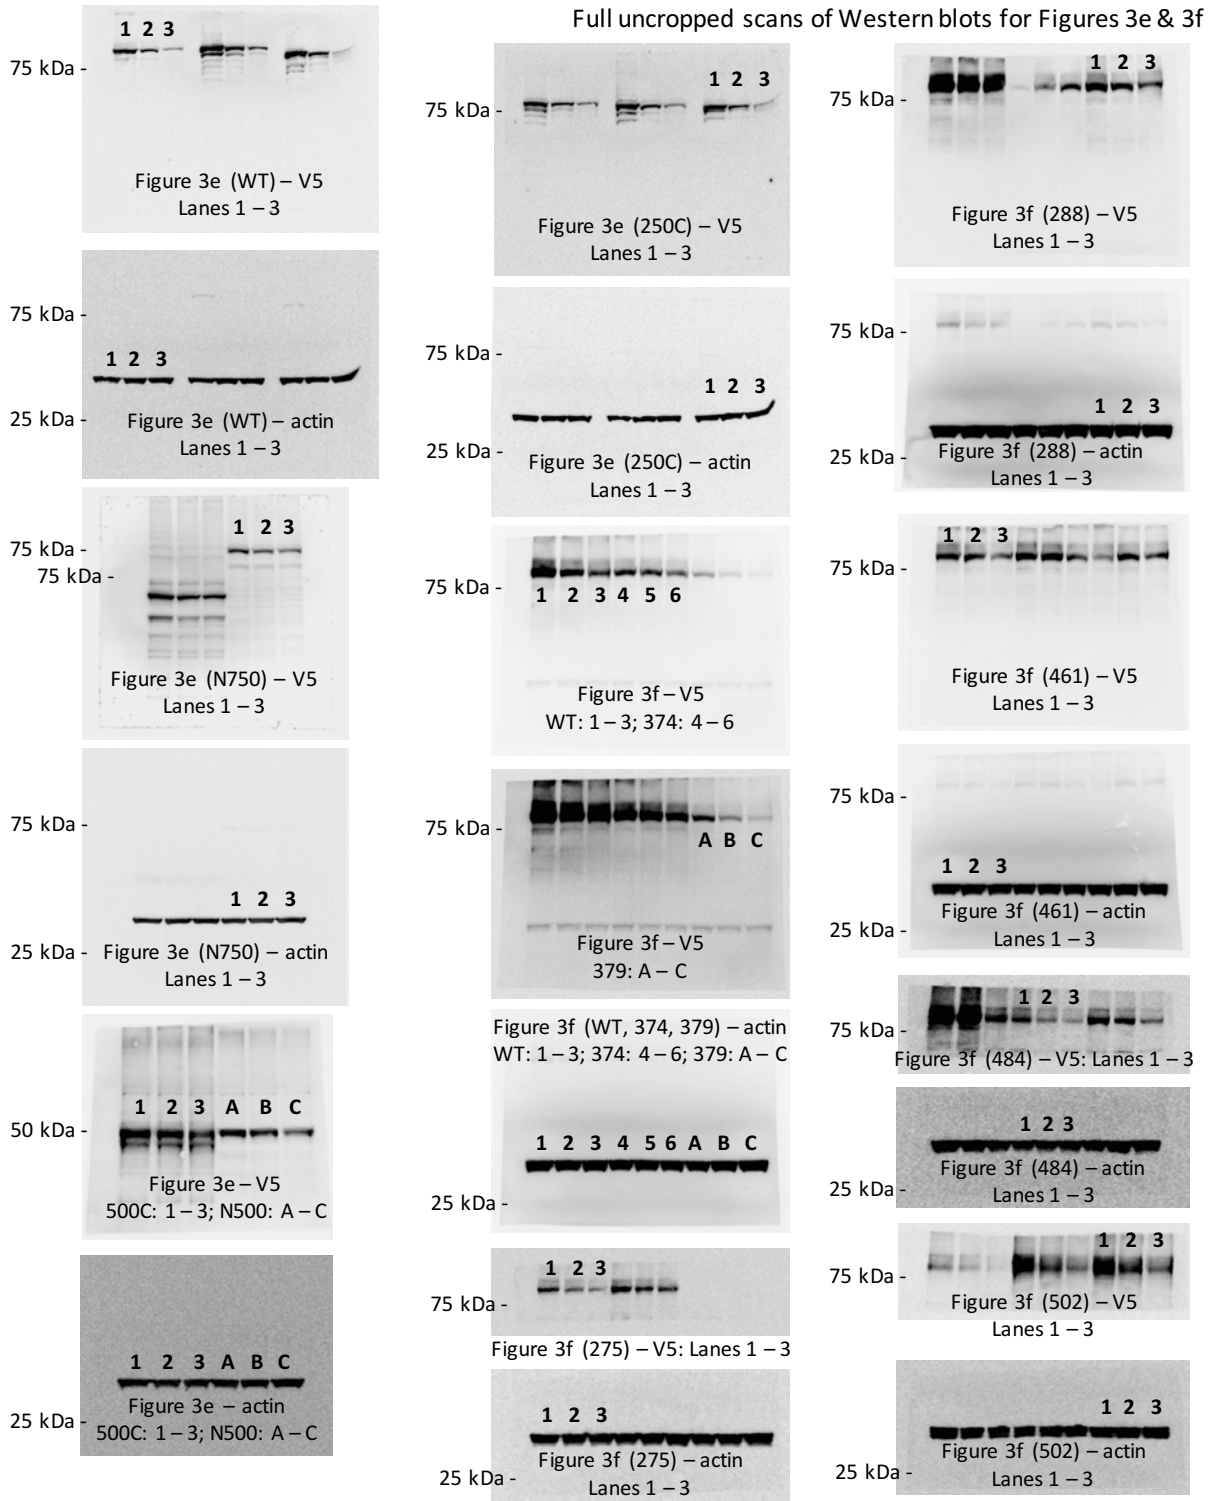 Full uncropped scans of Western blots for Figures 3e & 3f
1 2 3
75 kDa -
Figure 3e (WT) – V5
Lanes 1 – 3
75 kDa -
1 2 3
25 kDa -
Figure 3e (WT) – actin
Lanes 1 – 3
1 2 3
75 kDa -
75 kDa -
Figure 3e (N750) – V5
Lanes 1 – 3
75 kDa -
1 2 3
25 kDa -
Figure 3e (N750) – actin
Lanes 1 – 3
1 2 3 A B C
50 kDa -
Figure 3e – V5
500C: 1 – 3; N500: A – C
1 2 3 A B C
Figure 3e – actin
25 kDa -
500C: 1 – 3; N500: A – C
1 2 3
75 kDa -
Figure 3e (250C) – V5
Lanes 1 – 3
75 kDa -
1 2 3
25 kDa -
Figure 3e (250C) – actin
Lanes 1 – 3
75 kDa -
1 2 3 4 5 6
Figure 3f – V5
WT: 1 – 3; 374: 4 – 6
75 kDa -
A B C
Figure 3f – V5
379: A – C
Figure 3f (WT, 374, 379) – actin
WT: 1 – 3; 374: 4 – 6; 379: A – C
1 2 3 4 5 6 A B C
25 kDa -
1 2 3
75 kDa -
Figure 3f (275) – V5: Lanes 1 – 3
1 2 3
Figure 3f (275) – actin
25 kDa -
Lanes 1 – 3
1 2 3
75 kDa -
Figure 3f (288) – V5
Lanes 1 – 3
75 kDa -
1 2 3
25 kDa -
Figure 3f (288) – actin
Lanes 1 – 3
1 2 3
75 kDa -
Figure 3f (461) – V5
Lanes 1 – 3
75 kDa -
1 2 3
Figure 3f (461) – actin
25 kDa -
Lanes 1 – 3
1 2 3
75 kDa -
Figure 3f (484) – V5: Lanes 1 – 3
1 2 3
Figure 3f (484) – actin
25 kDa -
Lanes 1 – 3
1 2 3
75 kDa -
Figure 3f (502) – V5
Lanes 1 – 3
1 2 3
Figure 3f (502) – actin
25 kDa -
Lanes 1 – 3